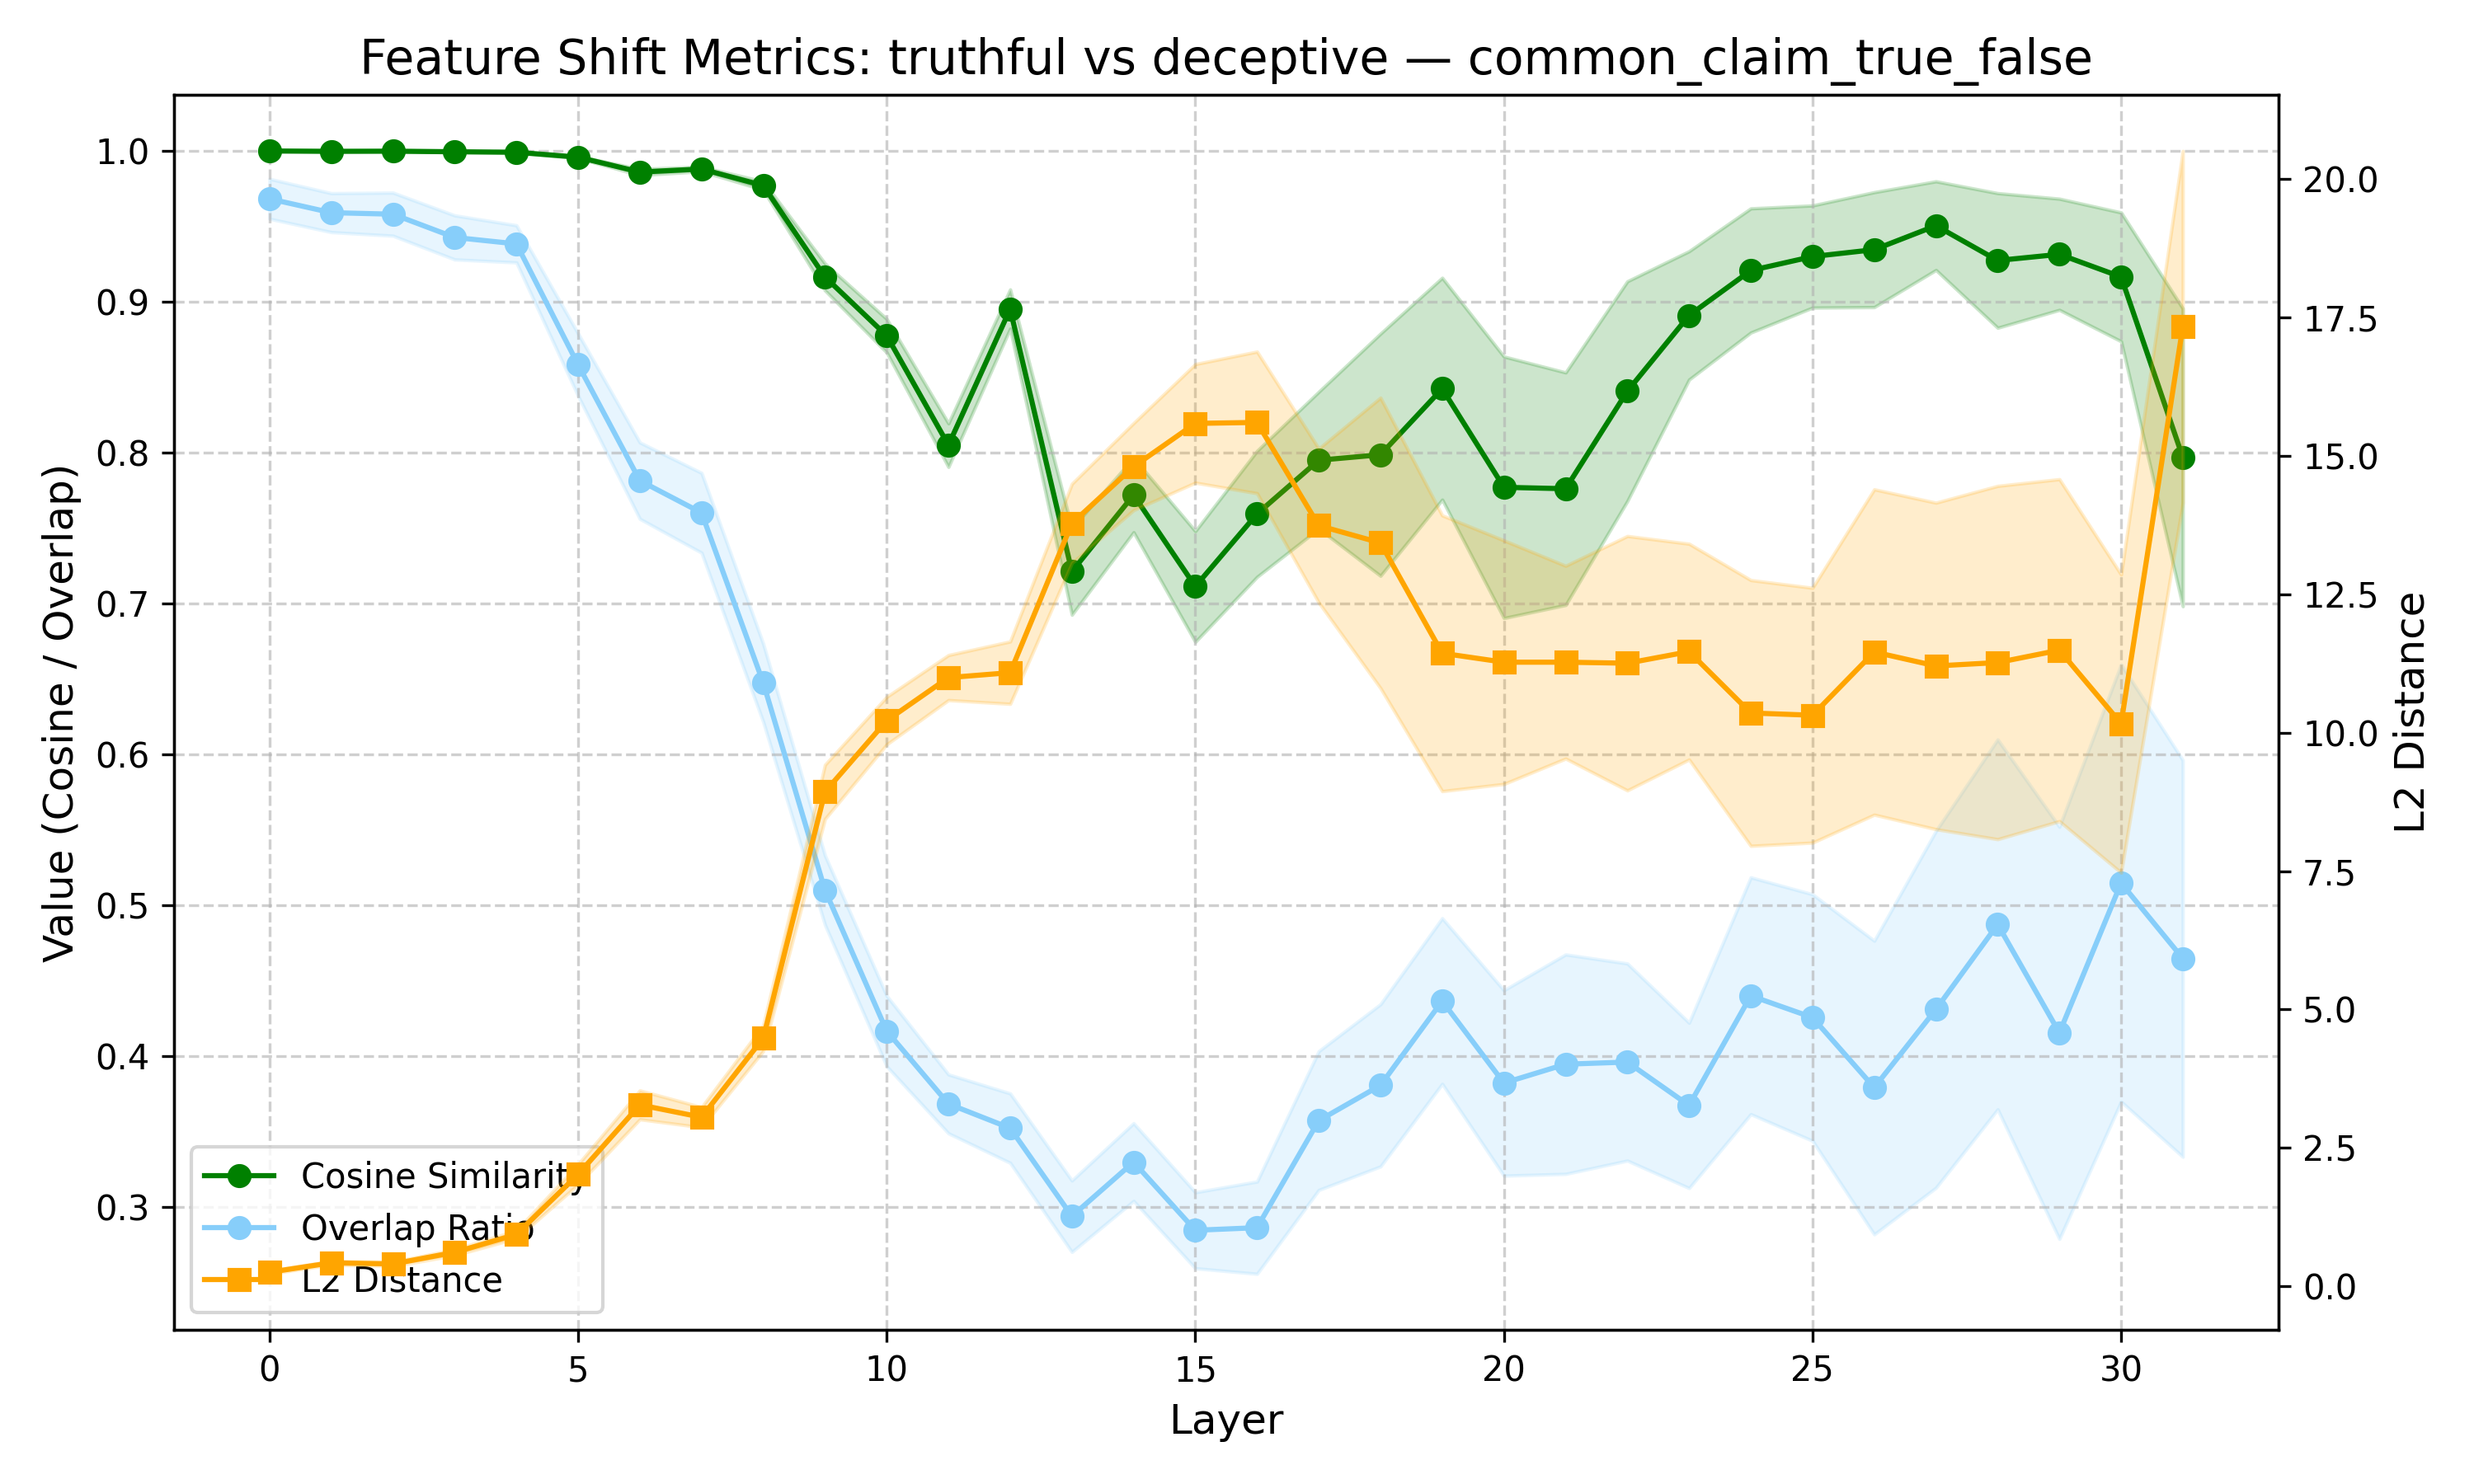 Feature Shift Metrics: truthful vs deceptive — common_claim_true_false
Value (Cosine / Overlap)
1.0
0.9
0.8
0.7
0.6
0.5
0.4
0.3
20.0
17.5
15.0
12.5
10.0
7.5
5.0
2.5
0.0
L2 Distance
Cosine Similarity
Overlap Ratio
L2 Distance
0 5 10 15 20 25 30
Layer